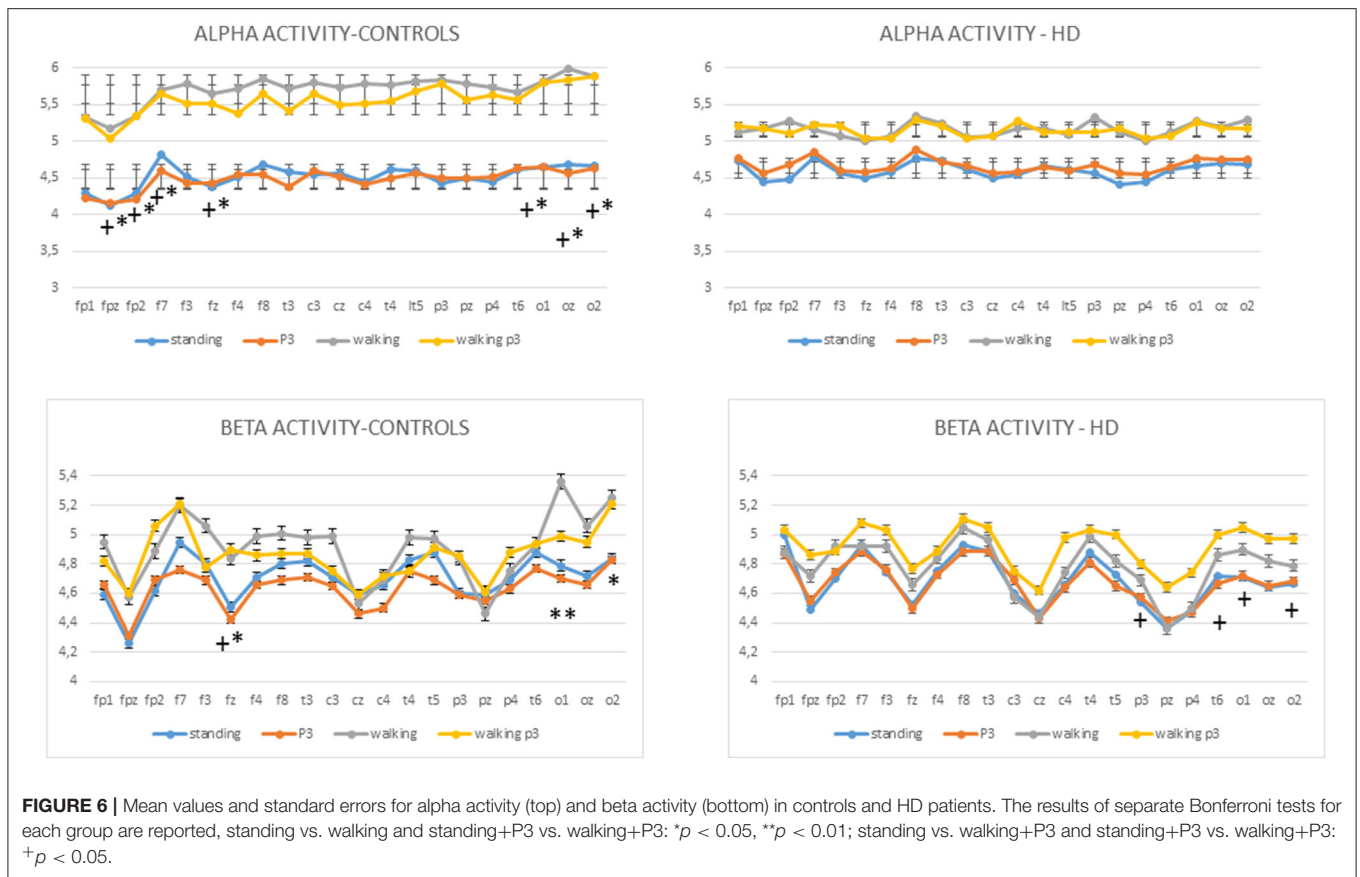 ALPHA ACTIVITY-CONTROLS
6
5,5
5
4,5
4
3,5
3
+* +* +* +* +* +* +*
fp1 fpz fp2 f7 f3 fz f4 f8 t3 c3 cz c4 t4 lt5 p3 pz p4 t6 o1 oz o2
standing P3 walking walking p3
ALPHA ACTIVITY - HD
6
5,5
5
4,5
4
3,5
3
fp1 fpz fp2 f7 f3 fz f4 f8 t3 c3 cz c4 t4 lt5 p3 pz p4 t6 o1 oz o2
standing P3 walking walking p3
BETA ACTIVITY-CONTROLS
5,4
5,2
5
4,8
4,6
4,4
4,2
4
+* ** *
fp1 fpz fp2 f7 f3 fz f4 f8 t3 c3 cz c4 t4 t5 p3 pz p4 t6 o1 oz o2
standing P3 walking walking p3
BETA ACTIVITY - HD
5,4
5,2
5
4,8
4,6
4,4
4,2
4
+ + + +
fp1 fpz fp2 f7 f3 fz f4 f8 t3 c3 cz c4 t4 t5 p3 pz p4 t6 o1 oz o2
standing P3 walking walking p3
FIGURE 6 | Mean values and standard errors for alpha activity (top) and beta activity (bottom) in controls and HD patients. The results of separate Bonferroni tests for
each group are reported, standing vs. walking and standing+P3 vs. walking+P3: *p < 0.05, **p < 0.01; standing vs. walking+P3 and standing+P3 vs. walking+P3:
+p < 0.05.